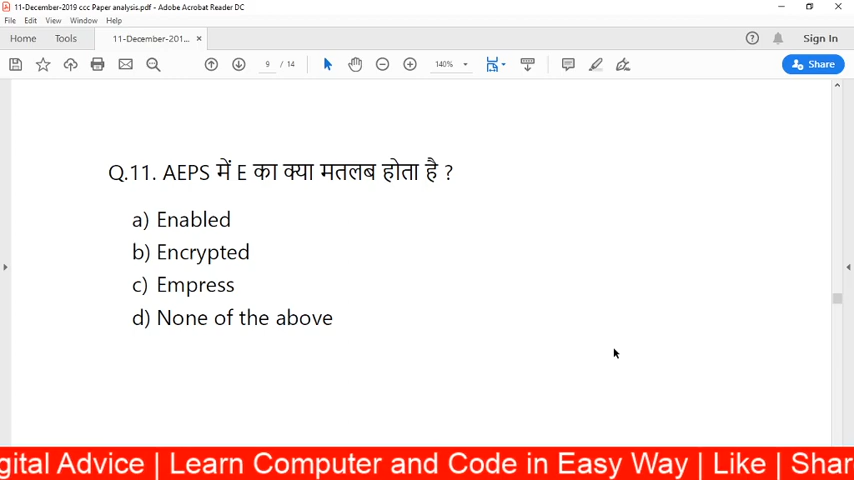 11-December-2019 ccc Paper analysis.pdf - Adobe Acrobat Reader DC
File Edit View Window Help
Home Tools 11-December-201... × Sign In
9 / 14 140% Share
Q.11. AEPS में E का क्या मतलब होता है ?
a) Enabled
b) Encrypted
c) Empress
d) None of the above
gital Advice | Learn Computer and Code in Easy Way | Like | Shar